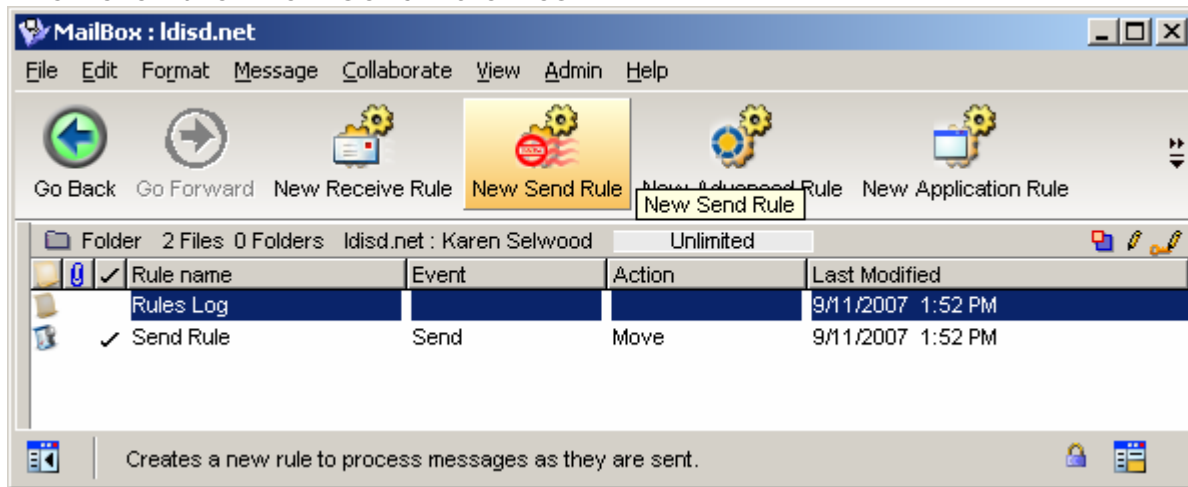 MailBox : ldisd.net
File Edit Format Message Collaborate View Admin Help
Go Back Go Forward New Receive Rule New Send Rule New Advanced Rule New Application Rule
New Send Rule
Folder 2 Files 0 Folders ldisd.net : Karen Selwood Unlimited
Rule name Event Action Last Modified
Rules Log 9/11/2007 1:52 PM
Send Rule Send Move 9/11/2007 1:52 PM
Creates a new rule to process messages as they are sent.